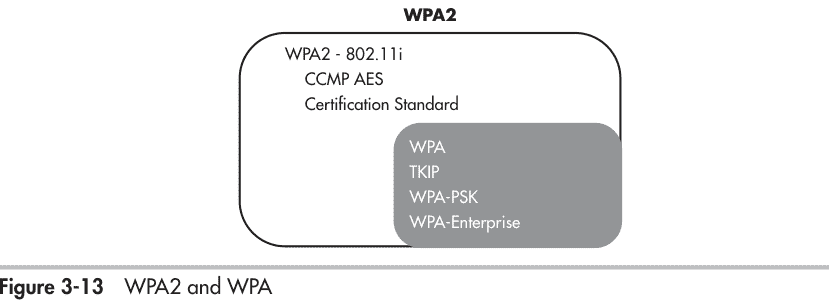 WPA2
WPA2 - 802.11i
CCMP AES
Certification Standard
WPA
TKIP
WPA-PSK
WPA-Enterprise
Figure 3-13 WPA2 and WPA